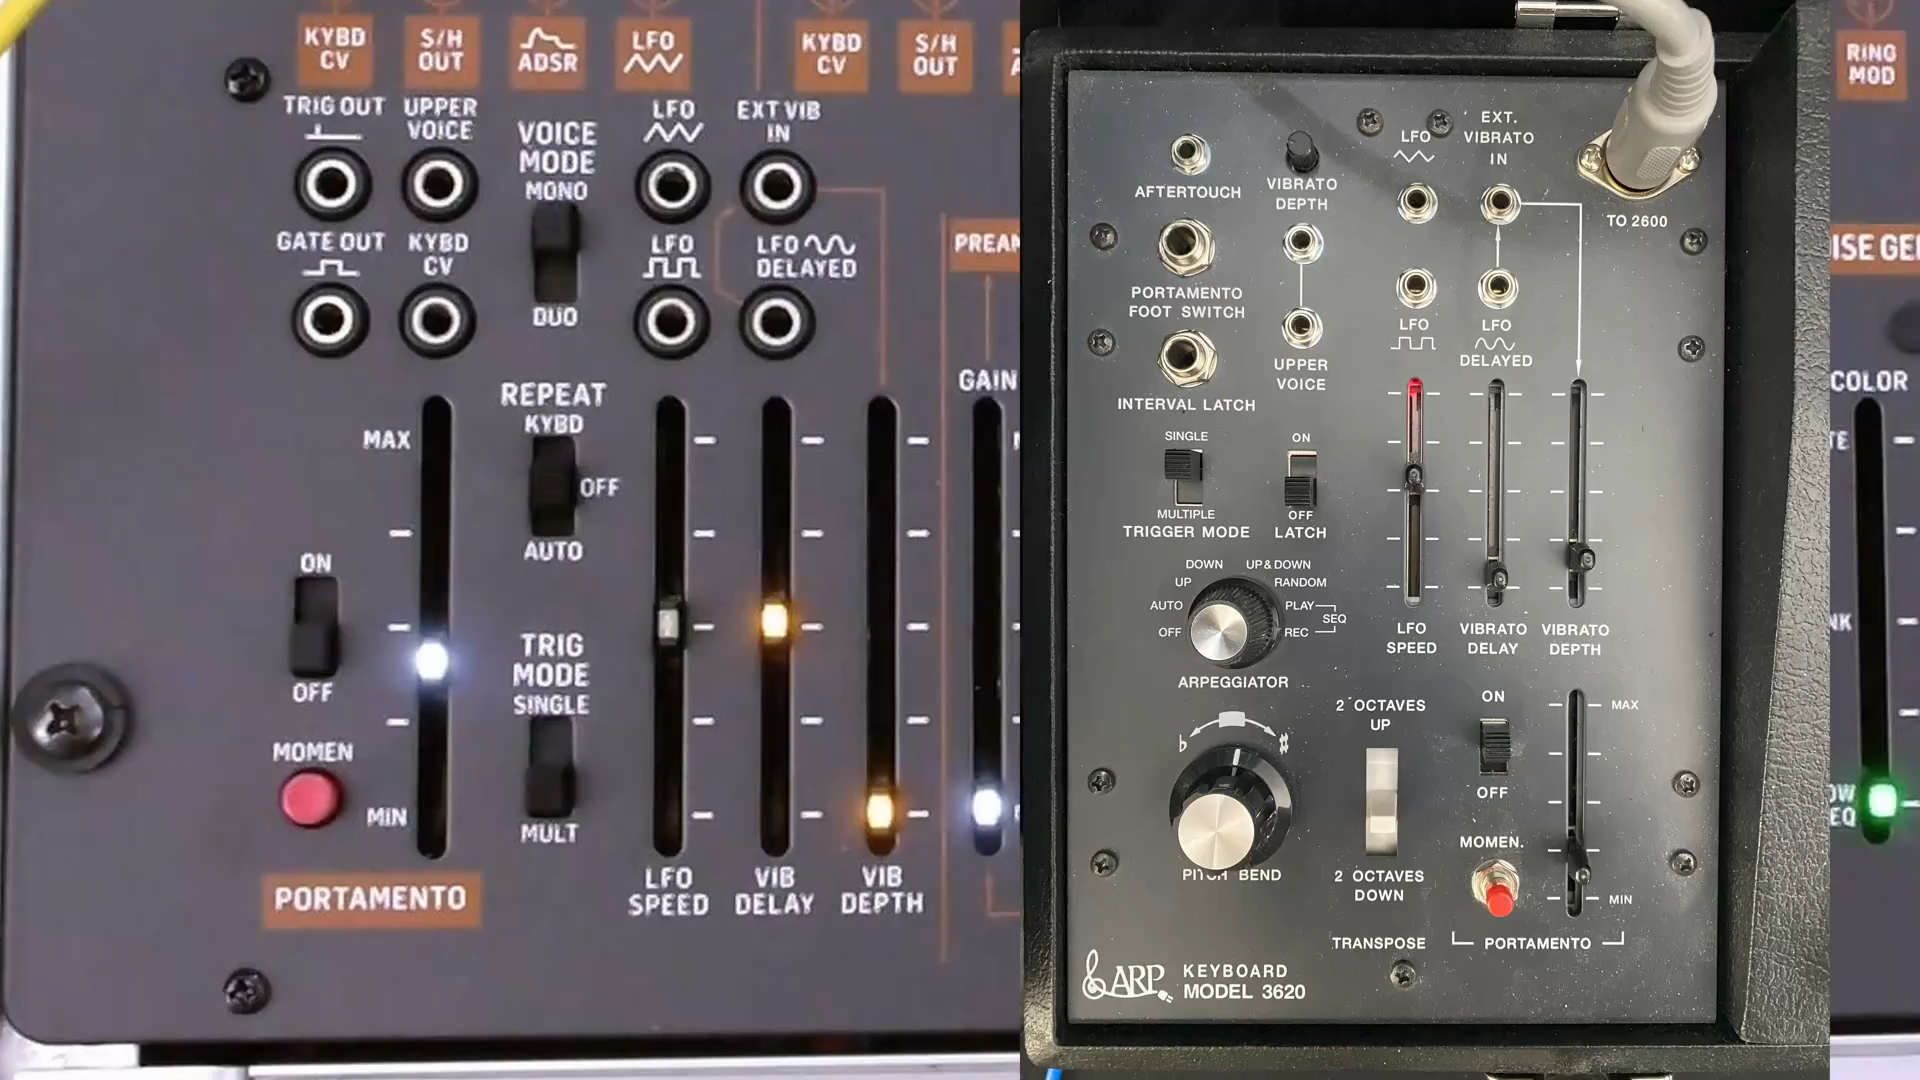 KYBD
CV
S/H
OUT
ADSR
LFO
KYBD
CV
S/H
OUT
TRIG OUT
UPPER
VOICE
VOICE
MODE
MONO
DUO
LFO
EXT VIB
IN
GATE OUT
KYBD
CV
LFO
LFO
DELAYED
GAIN
REPEAT
KYBD
OFF
AUTO
MAX
ON
OFF
TRIG
MODE
SINGLE
MULT
MOMEN
MIN
PORTAMENTO
LFO
SPEED
VIB
DELAY
VIB
DEPTH
AFTERTOUCH
VIBRATO
DEPTH
LFO
EXT.
VIBRATO
IN
TO 2600
PORTAMENTO
FOOT SWITCH
UPPER
VOICE
LFO
LFO
DELAYED
INTERVAL LATCH
SINGLE
MULTIPLE
TRIGGER MODE
ON
OFF
LATCH
DOWN
UP & DOWN
UP
RANDOM
AUTO
PLAY
SEQ
OFF
REC
ARPEGGIATOR
LFO
SPEED
VIBRATO
DELAY
VIBRATO
DEPTH
2 OCTAVES
UP
ON
MAX
OFF
MOMEN.
PITCH BEND
2 OCTAVES
DOWN
MIN
TRANSPOSE
PORTAMENTO
ARP
KEYBOARD
MODEL 3620
RING
MOD
COLOR